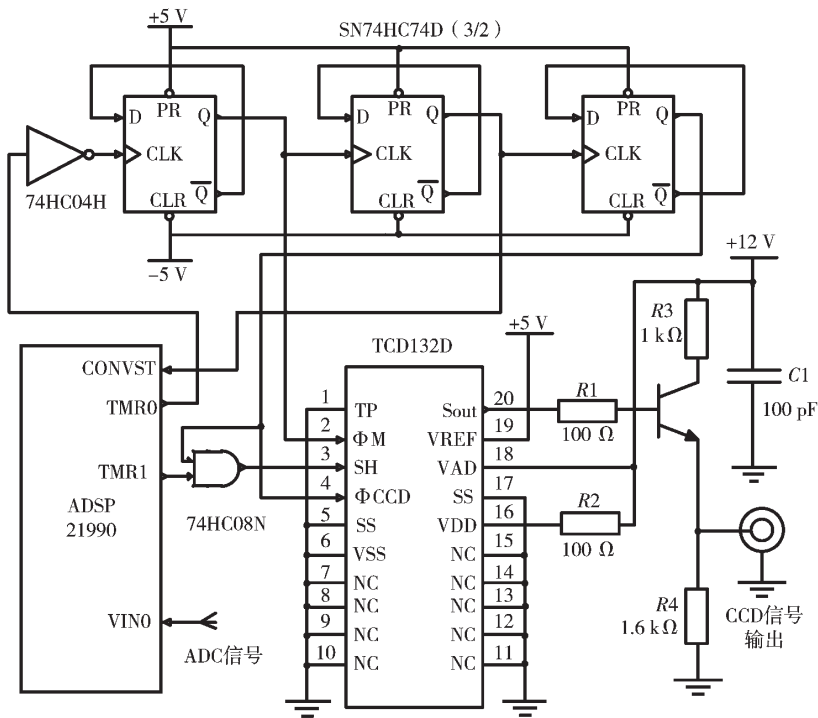 +5 V
SN74HC74D（3/2）
D PR Q
CLK
CLR Q̅
D PR Q
CLK
CLR Q̅
D PR Q
CLK
CLR Q̅
74HC04H
−5 V
+12 V
+5 V
R3
1 kΩ
C1
100 pF
TCD132D
CONVST
TMR0
TMR1
ADSP
21990
VIN0
ADC信号
74HC08N
1 TP
2 ΦM
3 SH
4 ΦCCD
5 SS
6 VSS
7 NC
8 NC
9 NC
10 NC
Sout 20
VREF 19
VAD 18
SS 17
VDD 16
NC 15
NC 14
NC 13
NC 12
NC 11
R1
100 Ω
R2
100 Ω
R4
1.6 kΩ
CCD信号
输出